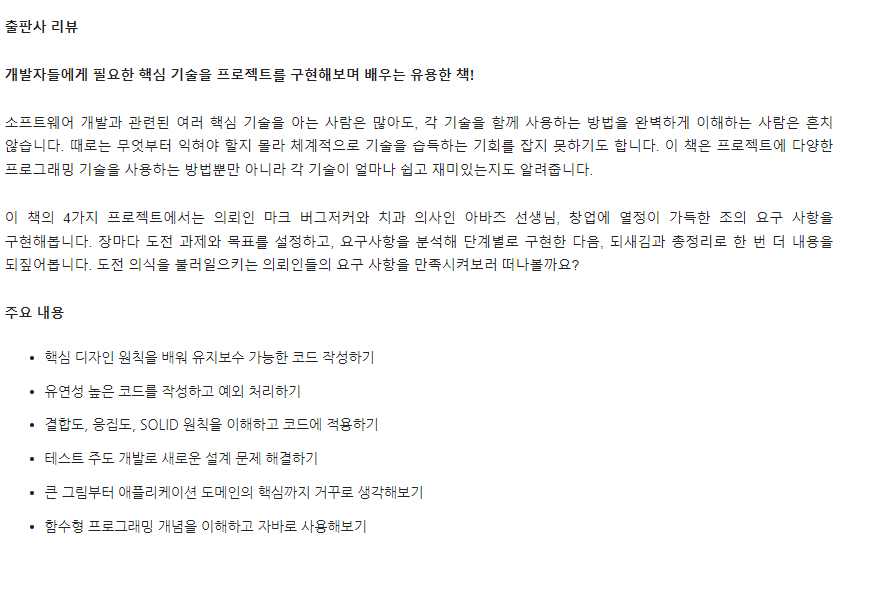 출판사 리뷰
개발자들에게 필요한 핵심 기술을 프로젝트를 구현해보며 배우는 유용한 책!
소프트웨어 개발과 관련된 여러 핵심 기술을 아는 사람은 많아도, 각 기술을 함께 사용하는 방법을 완벽하게 이해하는 사람은 흔치
않습니다. 때로는 무엇부터 익혀야 할지 몰라 체계적으로 기술을 습득하는 기회를 잡지 못하기도 합니다. 이 책은 프로젝트에 다양한
프로그래밍 기술을 사용하는 방법뿐만 아니라 각 기술이 얼마나 쉽고 재미있는지도 알려줍니다.
이 책의 4가지 프로젝트에서는 의뢰인 마크 버그저커와 치과 의사인 아바즈 선생님, 창업에 열정이 가득한 조의 요구 사항을
구현해봅니다. 장마다 도전 과제와 목표를 설정하고, 요구사항을 분석해 단계별로 구현한 다음, 되새김과 총정리로 한 번 더 내용을
되짚어봅니다. 도전 의식을 불러일으키는 의뢰인들의 요구 사항을 만족시켜보러 떠나볼까요?
주요 내용
• 핵심 디자인 원칙을 배워 유지보수 가능한 코드 작성하기
• 유연성 높은 코드를 작성하고 예외 처리하기
• 결합도, 응집도, SOLID 원칙을 이해하고 코드에 적용하기
• 테스트 주도 개발로 새로운 설계 문제 해결하기
• 큰 그림부터 애플리케이션 도메인의 핵심까지 거꾸로 생각해보기
• 함수형 프로그래밍 개념을 이해하고 자바로 사용해보기